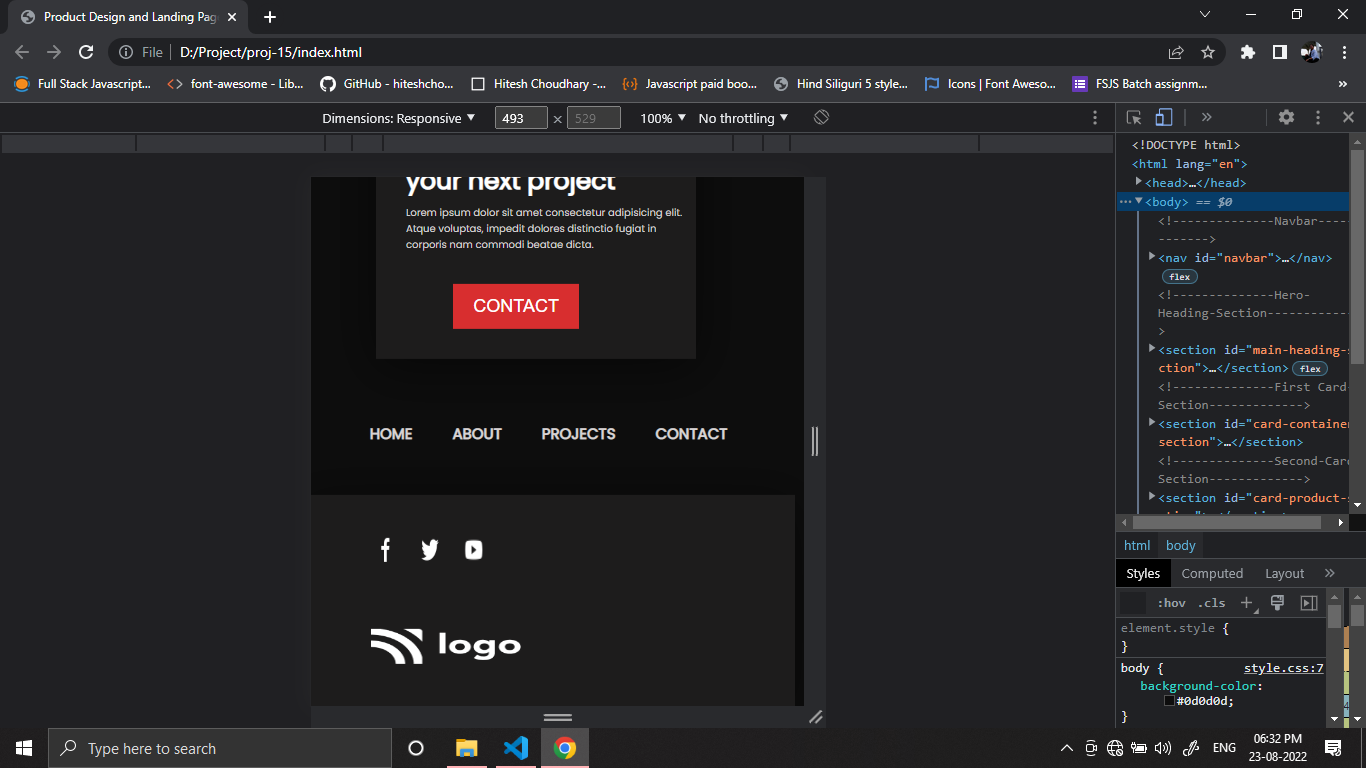 Product Design and Landing Pag
File
D:/Project/proj-15/index.html
Full Stack Javascript...
font-awesome - Lib...
GitHub - hiteshcho...
Hitesh Choudhary -...
Javascript paid boo...
Hind Siliguri 5 style...
Icons | Font Aweso...
FSJS Batch assignm...
»
Dimensions: Responsive ▼ 493 × 529 100% ▼ No throttling ▼
your next project
Lorem ipsum dolor sit amet consectetur adipisicing elit.
Atque voluptas, impedit dolores distinctio fugiat in
corporis nam commodi beatae dicta.
CONTACT
HOME ABOUT PROJECTS CONTACT
logo
<!DOCTYPE html>
<html lang="en">
<head>…</head>
<body> == $0
<!--------------Navbar----
------->
<nav id="navbar">…</nav>
flex
<!--------------Hero-
Heading-Section------------
>
<section id="main-heading-s
ction">…</section> flex
<!--------------First Card-
Section------------->
<section id="card-container
section">…</section>
<!--------------Second-Card
Section------------->
<section id="card-product-s
html body
Styles Computed Layout »
:hov .cls
element.style {
}
body { style.css:7
background-color:
#0d0d0d;
}
Type here to search
ENG
06:32 PM
23-08-2022